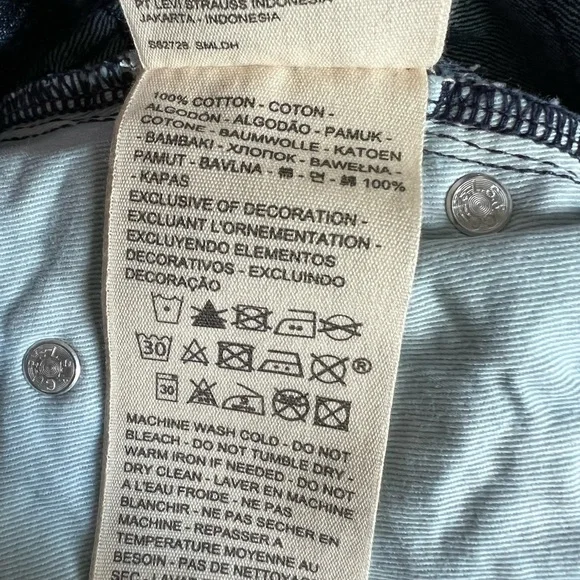 PT LEVI STRAUSS INDONESIA
JAKARTA - INDONESIA
S62728 SMLDH
100% COTTON - COTON -
ALGODÓN - ALGODÃO - PAMUK -
COTONE - BAUMWOLLE - KATOEN
- BAMBAKI - ХЛОПОК - BAWEŁNA -
PAMUT - BAVLNA - 棉 - 면 - 綿 100%
- KAPAS
EXCLUSIVE OF DECORATION -
EXCLUANT L'ORNEMENTATION -
EXCLUYENDO ELEMENTOS
DECORATIVOS - EXCLUINDO
DECORAÇÃO
30 ®
30
MACHINE WASH COLD - DO NOT
BLEACH - DO NOT TUMBLE DRY -
WARM IRON IF NEEDED - DO NOT
DRY CLEAN - LAVER EN MACHINE
A L'EAU FROIDE - NE PAS
BLANCHIR - NE PAS SECHER EN
MACHINE - REPASSER A
TEMPERATURE MOYENNE AU
BESOIN - PAS DE NETTOYAGE